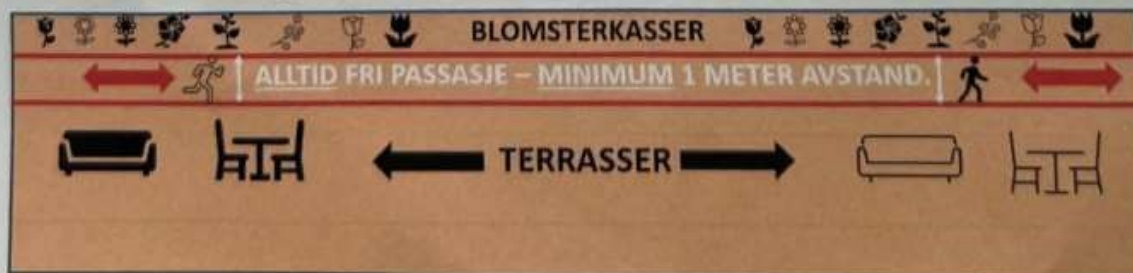 BLOMSTERKASSER
ALLTID FRI PASSASJE – MINIMUM 1 METER AVSTAND.
TERRASSER